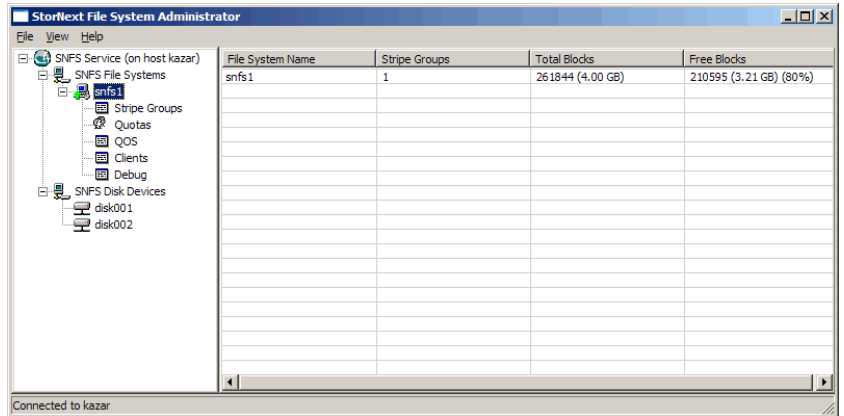 StorNext File System Administrator
File View Help
SNFS Service (on host kazar)
SNFS File Systems
snfs1
Stripe Groups
Quotas
QOS
Clients
Debug
SNFS Disk Devices
disk001
disk002
File System Name Stripe Groups Total Blocks Free Blocks
snfs1 1 261844 (4.00 GB) 210595 (3.21 GB) (80%)
Connected to kazar